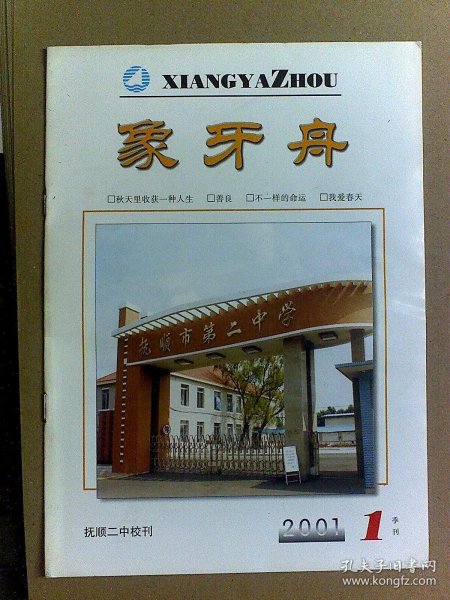 XIANGYAZHOU
象牙舟
□秋天里收获一种人生 □善良 □不一样的命运 □我爱春天
抚顺市第二中学
抚顺二中校刊
2001 1 季刊
孔夫子旧书网
www.kongfz.com